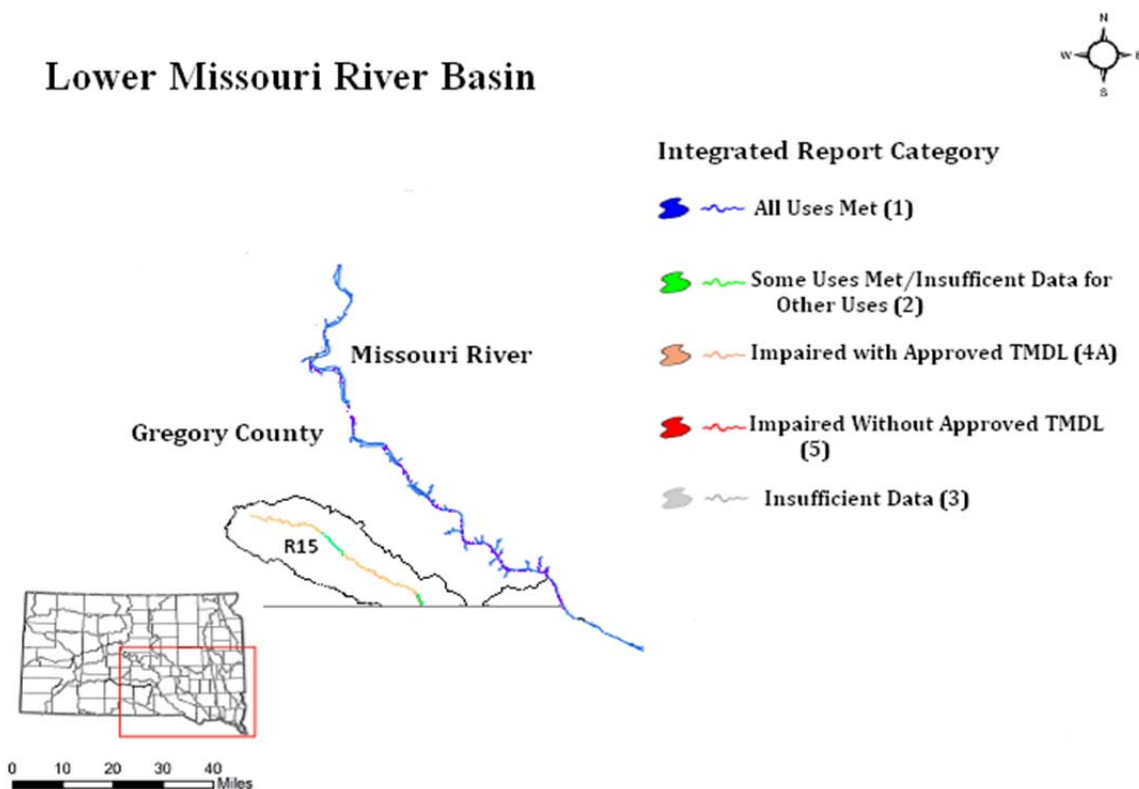 N
W E
S
Lower Missouri River Basin
Integrated Report Category
All Uses Met (1)
Some Uses Met/Insufficent Data for
Other Uses (2)
Impaired with Approved TMDL (4A)
Impaired Without Approved TMDL
(5)
Insufficient Data (3)
Missouri River
Gregory County
R15
0 10 20 30 40
Miles